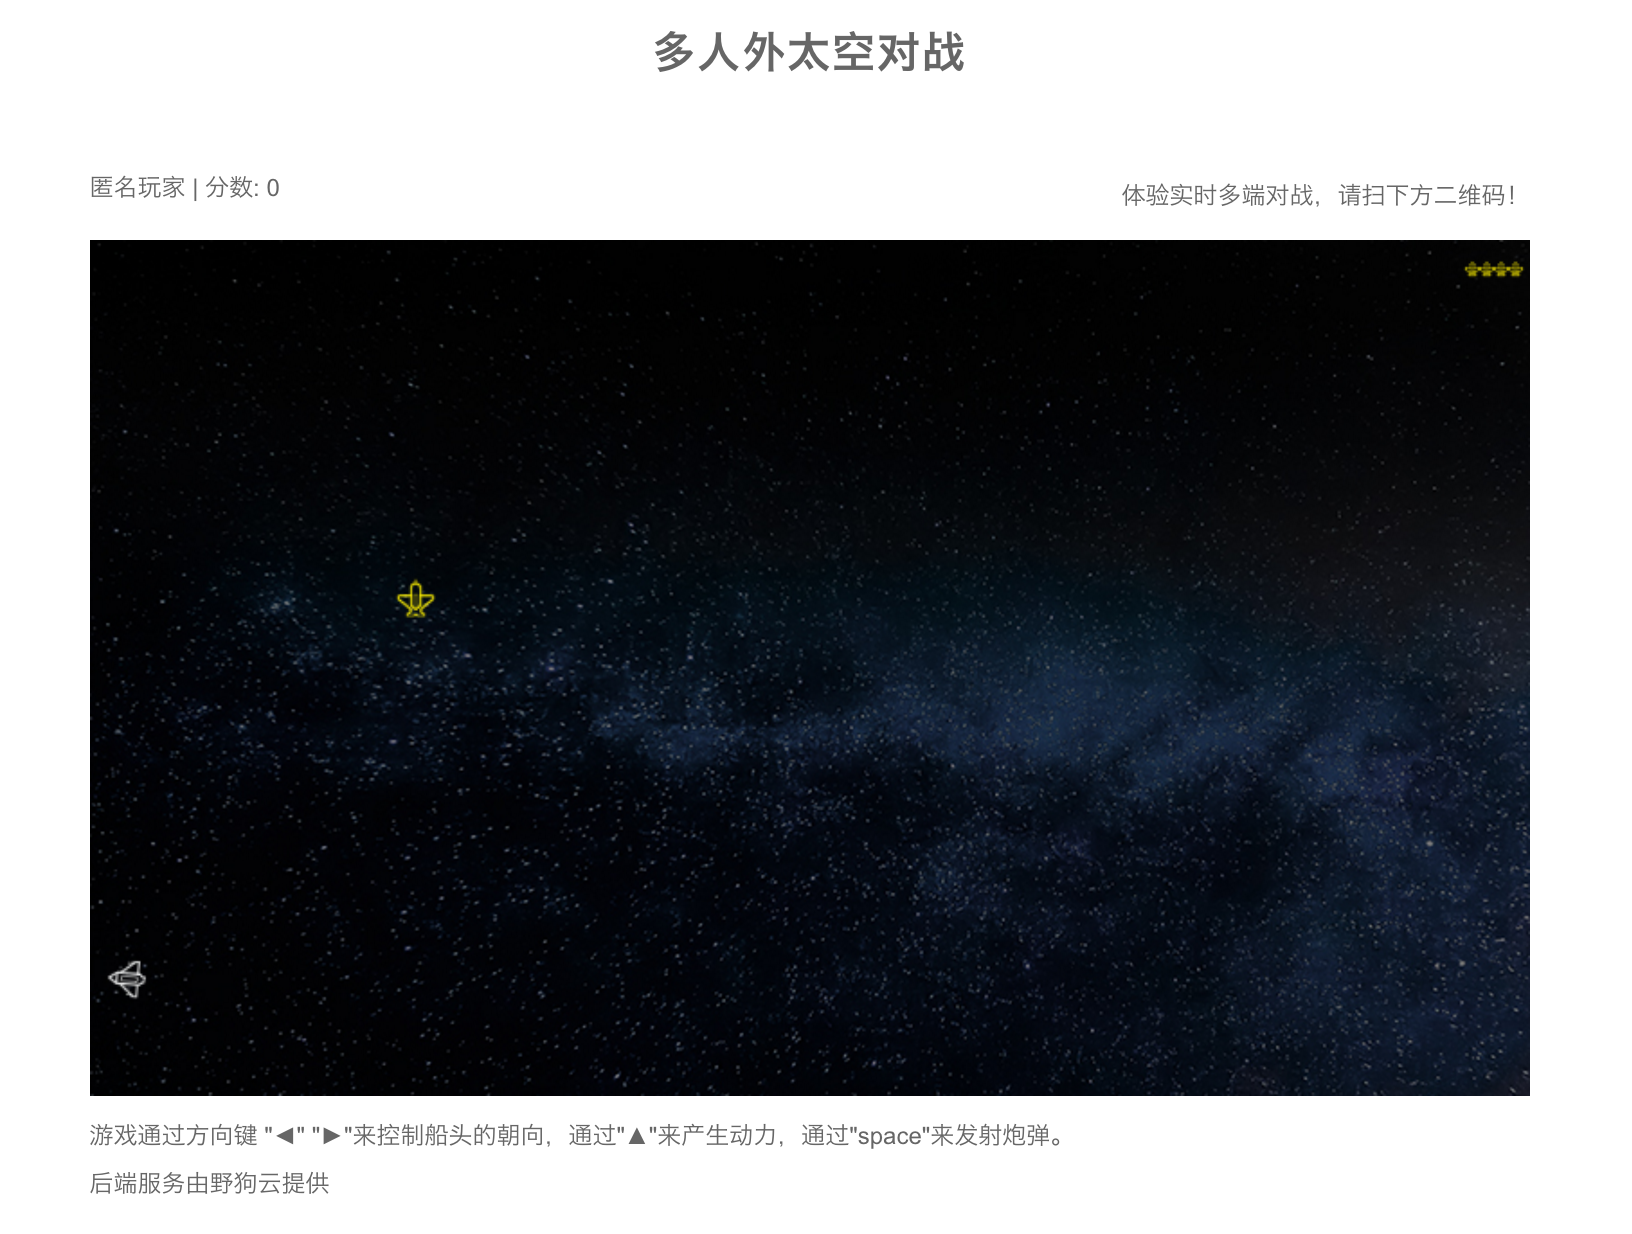 多人外太空对战
匿名玩家 | 分数: 0
体验实时多端对战，请扫下方二维码！
游戏通过方向键 "◄" "►"来控制船头的朝向，通过"▲"来产生动力，通过"space"来发射炮弹。
后端服务由野狗云提供